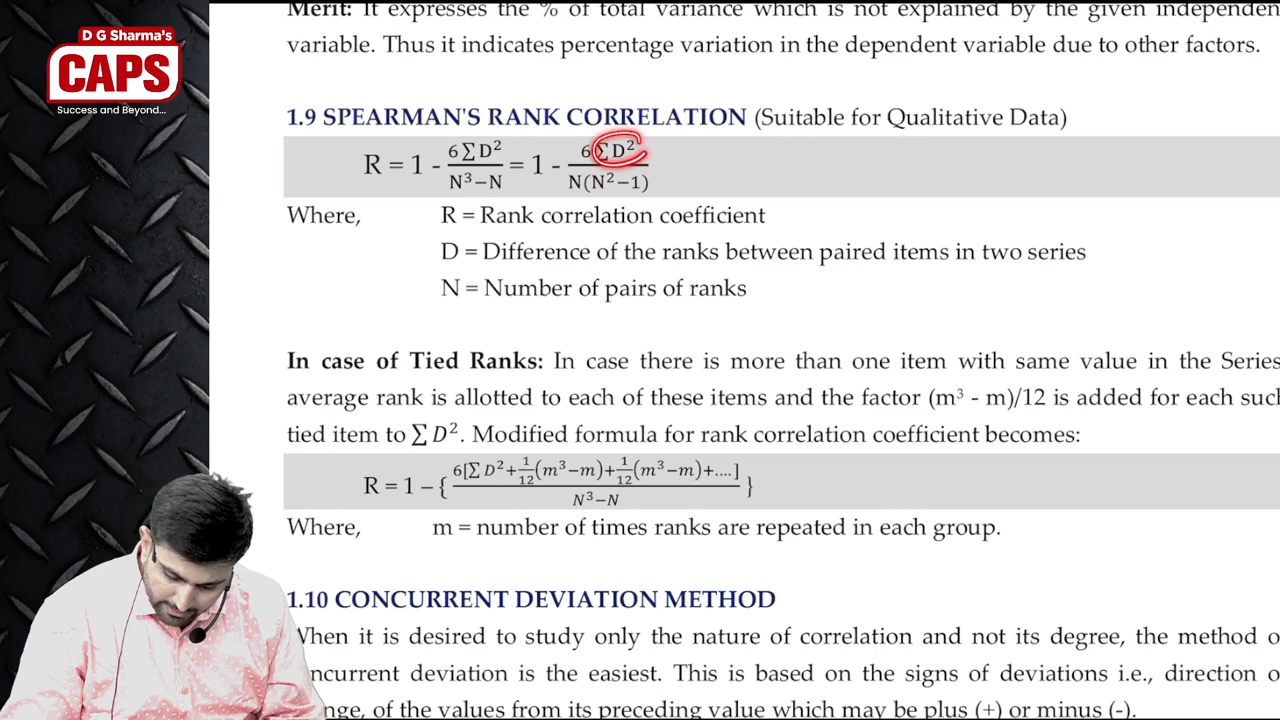 D G Sharma's
CAPS
Success and Beyond...
Merit: It expresses the % of total variance which is not explained by the given independen
variable. Thus it indicates percentage variation in the dependent variable due to other factors.
1.9 SPEARMAN'S RANK CORRELATION (Suitable for Qualitative Data)
R = 1 - 6∑D²/N³−N = 1 - 6∑D²/N(N²−1)
Where, R = Rank correlation coefficient
D = Difference of the ranks between paired items in two series
N = Number of pairs of ranks
In case of Tied Ranks: In case there is more than one item with same value in the Series
average rank is allotted to each of these items and the factor (m³ - m)/12 is added for each suc
tied item to ∑ D². Modified formula for rank correlation coefficient becomes:
R = 1 – { 6[∑ D²+1/12(m³−m)+1/12(m³−m)+....]/N³−N }
Where, m = number of times ranks are repeated in each group.
1.10 CONCURRENT DEVIATION METHOD
When it is desired to study only the nature of correlation and not its degree, the method o
ncurrent deviation is the easiest. This is based on the signs of deviations i.e., direction o
nge, of the values from its preceding value which may be plus (+) or minus (-).